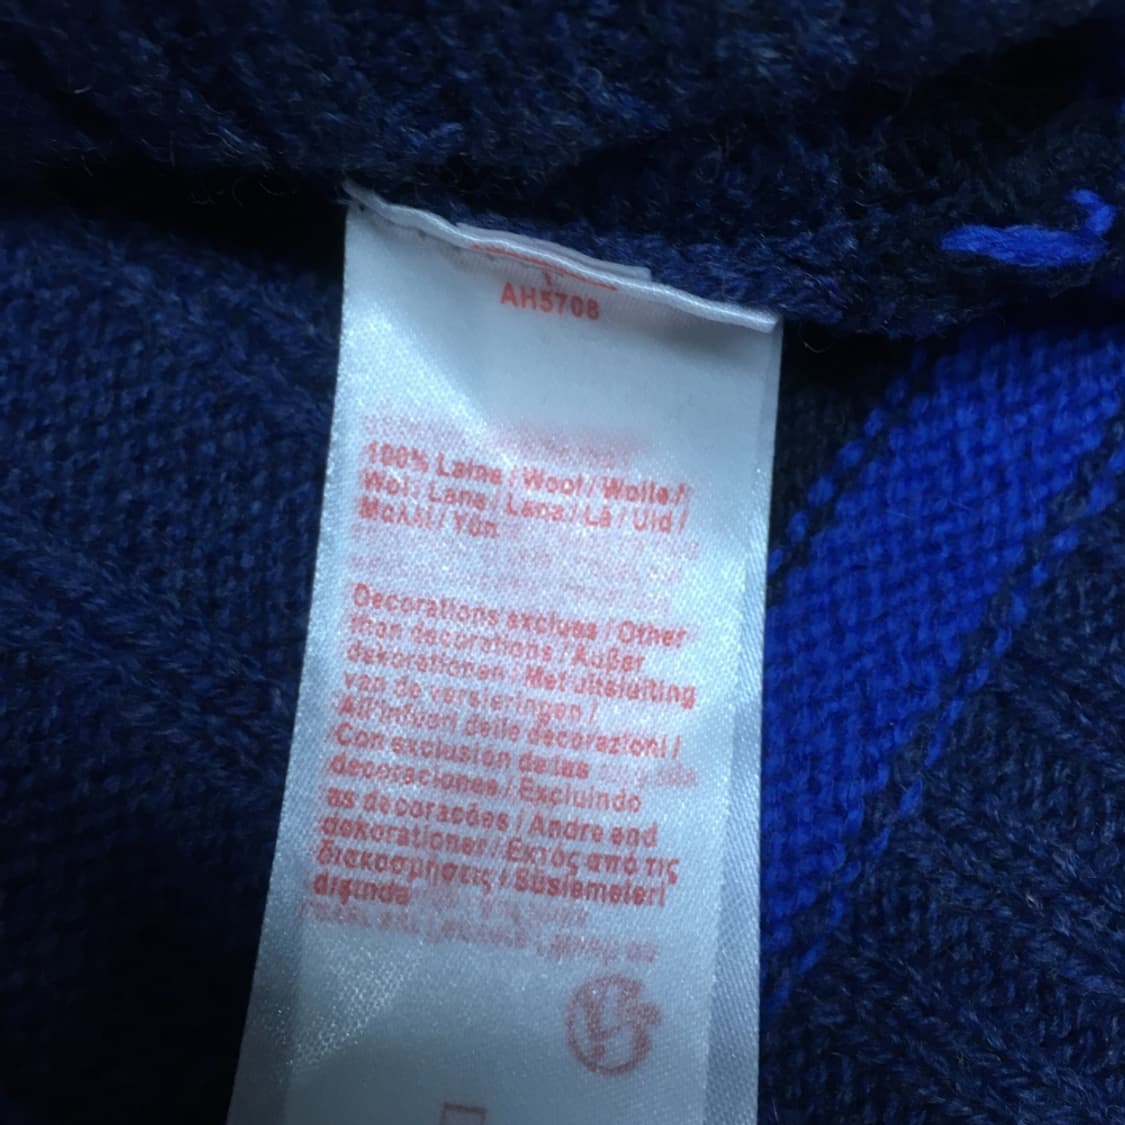 AH5708
100% Laine / Wool / Wolle /
Wol / Lana / Lana / Lã / Uld /
Μαλλί / Yün
Decorations exclues / Other
than decorations / Außer
dekorationen / Met uitsluiting
van de versieringen /
All'infuori delle decorazioni /
Con exclusión de las
decoraciones / Excluindo
as decoracões / Andre end
dekorationer / Εκτός από τις
διακοσμήσεις / Süslemeleri
dışında